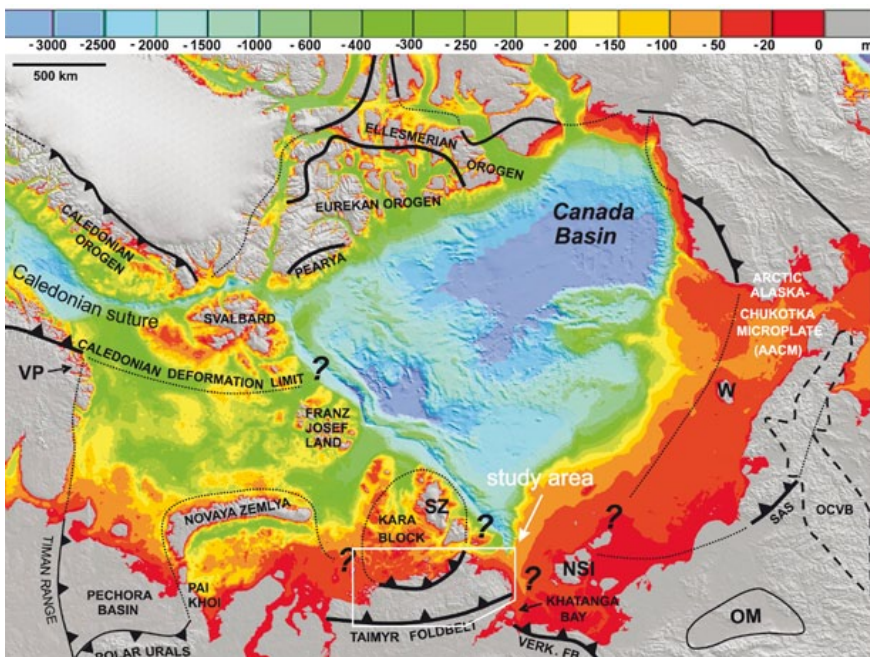 -3000 -2500 -2000 -1500 -1000 -600 -400 -300 -250 -200 -150 -100 -50 -20 0 m
500 km
ELLESMERIAN
OROGEN
EUREKAN OROGEN
Canada
Basin
CALEDONIAN
OROGEN
PEARYA
Caledonian suture
SVALBARD
ARCTIC
ALASKA-
CHUKOTKA
MICROPLATE
(AACM)
CALEDONIAN DEFORMATION LIMIT
?
VP
W
FRANZ
JOSEF
LAND
study area
SZ
NOVAYA ZEMLYA
KARA
BLOCK
?
?
SAS
OCVB
?
?
NSI
TIMAN RANGE
PECHORA
BASIN
PAI
KHOI
KHATANGA
BAY
OM
TAIMYR FOLDBELT
POLAR URALS
VERK. FB